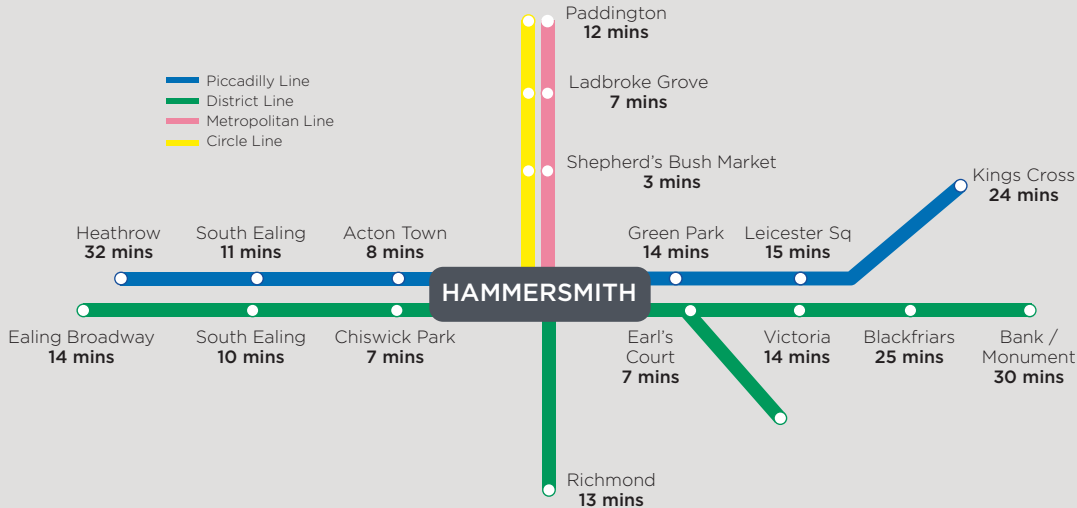 Paddington
12 mins
Piccadilly Line
District Line
Metropolitan Line
Circle Line
Ladbroke Grove
7 mins
Shepherd's Bush Market
3 mins
Kings Cross
24 mins
Heathrow
32 mins
South Ealing
11 mins
Acton Town
8 mins
Green Park
14 mins
Leicester Sq
15 mins
HAMMERSMITH
Ealing Broadway
14 mins
South Ealing
10 mins
Chiswick Park
7 mins
Earl's
Court
7 mins
Victoria
14 mins
Blackfriars
25 mins
Bank /
Monument
30 mins
Richmond
13 mins